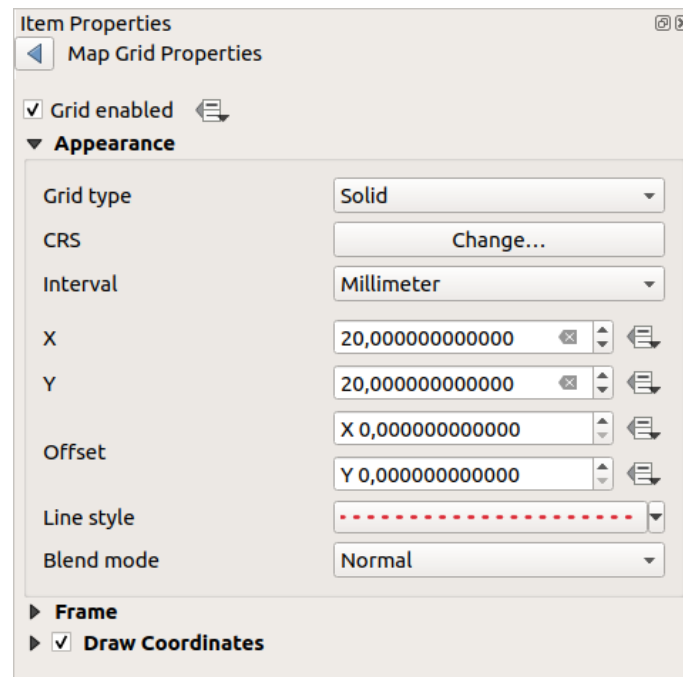 Item Properties
Map Grid Properties
Grid enabled
Appearance
Grid type Solid
CRS Change...
Interval Millimeter
X 20,000000000000
Y 20,000000000000
Offset X 0,000000000000
Y 0,000000000000
Line style
Blend mode Normal
Frame
Draw Coordinates